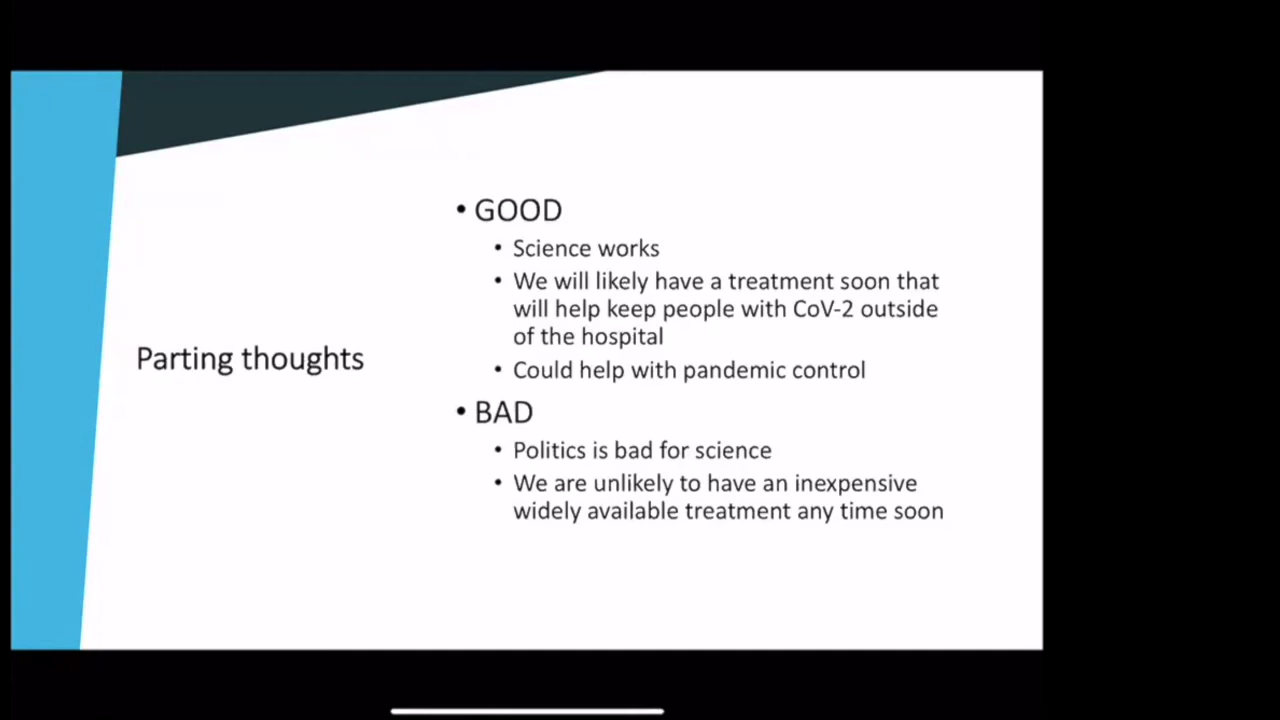 Parting thoughts
• GOOD
• Science works
• We will likely have a treatment soon that
will help keep people with CoV-2 outside
of the hospital
• Could help with pandemic control
• BAD
• Politics is bad for science
• We are unlikely to have an inexpensive
widely available treatment any time soon